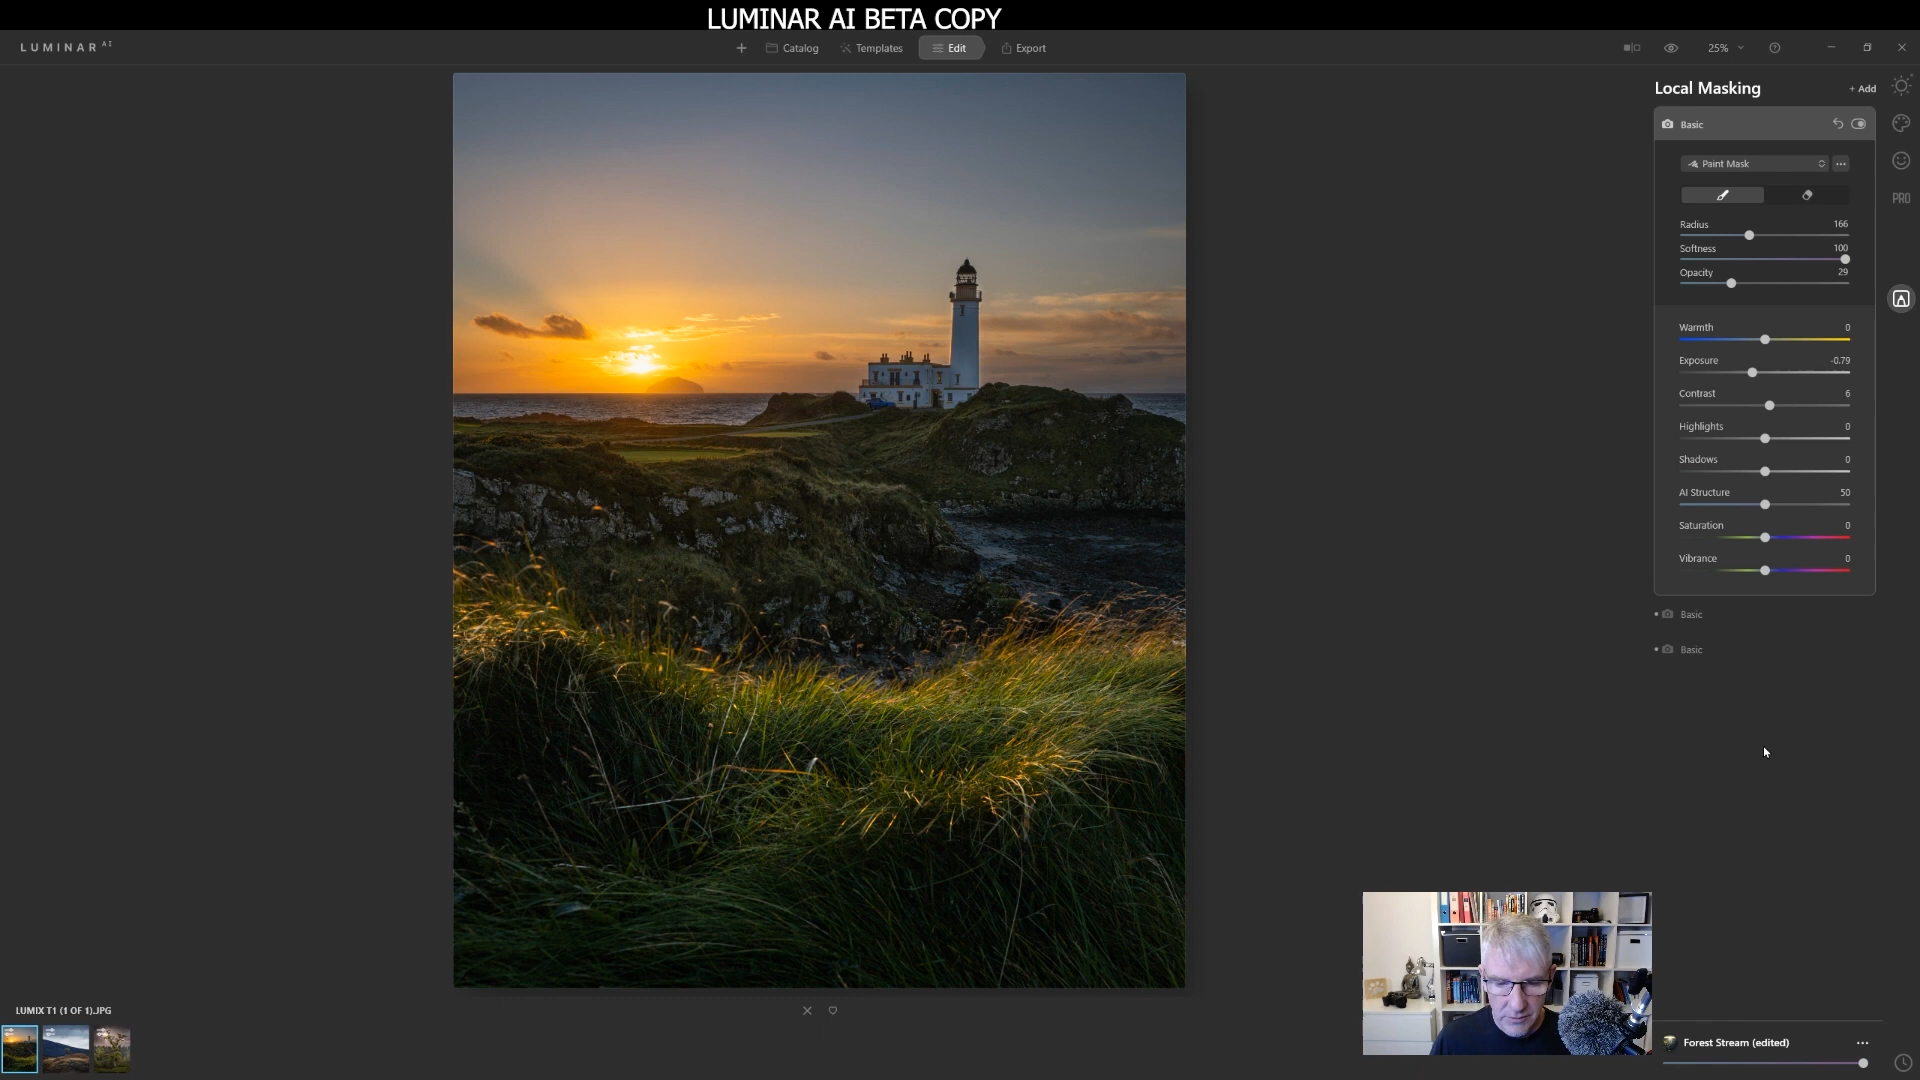 LUMINAR AI BETA COPY
LUMINAR AI
Catalog
Templates
Edit
Export
25%
Local Masking
+ Add
Basic
Paint Mask
Radius 166
Softness 100
Opacity 29
PRO
Warmth 0
Exposure -0.79
Contrast 6
Highlights 0
Shadows 0
AI Structure 50
Saturation 0
Vibrance 0
Basic
Basic
LUMIX T1 (1 OF 1).JPG
Forest Stream (edited)